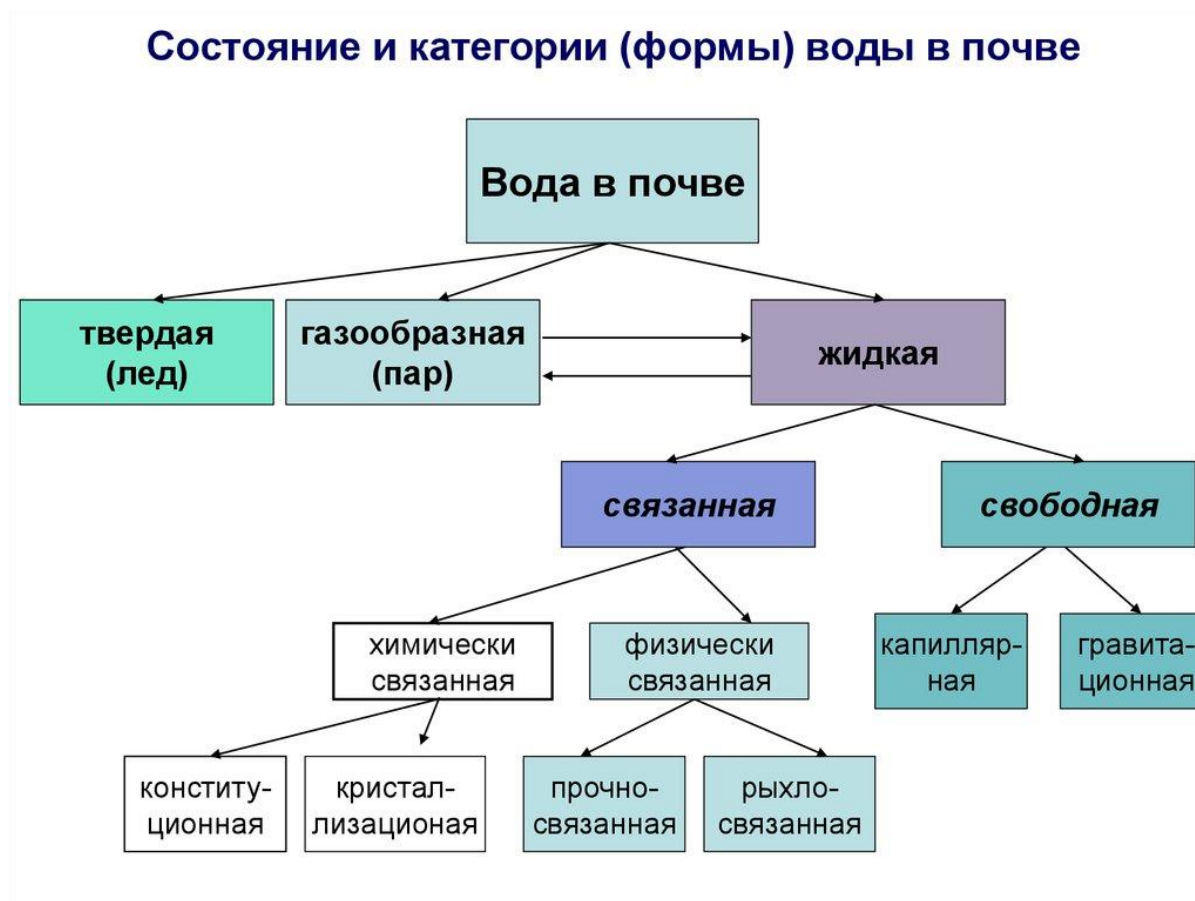 Состояние и категории (формы) воды в почве
Вода в почве
твердая
(лед)
газообразная
(пар)
жидкая
связанная
свободная
химически
связанная
физически
связанная
капилляр-
ная
гравита-
ционная
конститу-
ционная
кристал-
лизационая
прочно-
связанная
рыхло-
связанная